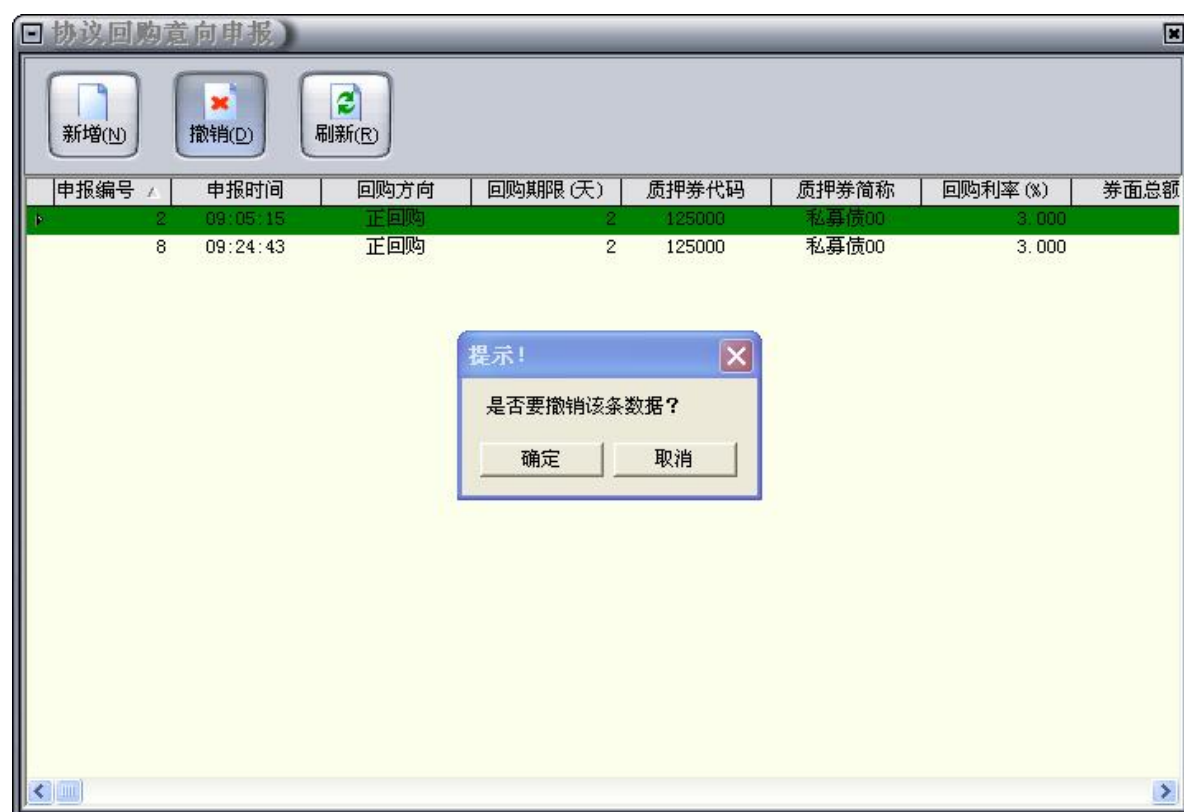 协议回购意向申报
新增(N) 撤销(D) 刷新(R)
申报编号 申报时间 回购方向 回购期限(天) 质押券代码 质押券简称 回购利率(%) 券面总额
2 09:05:15 正回购 2 125000 私募债00 3.000
8 09:24:43 正回购 2 125000 私募债00 3.000
提示!
是否要撤销该条数据?
确定 取消